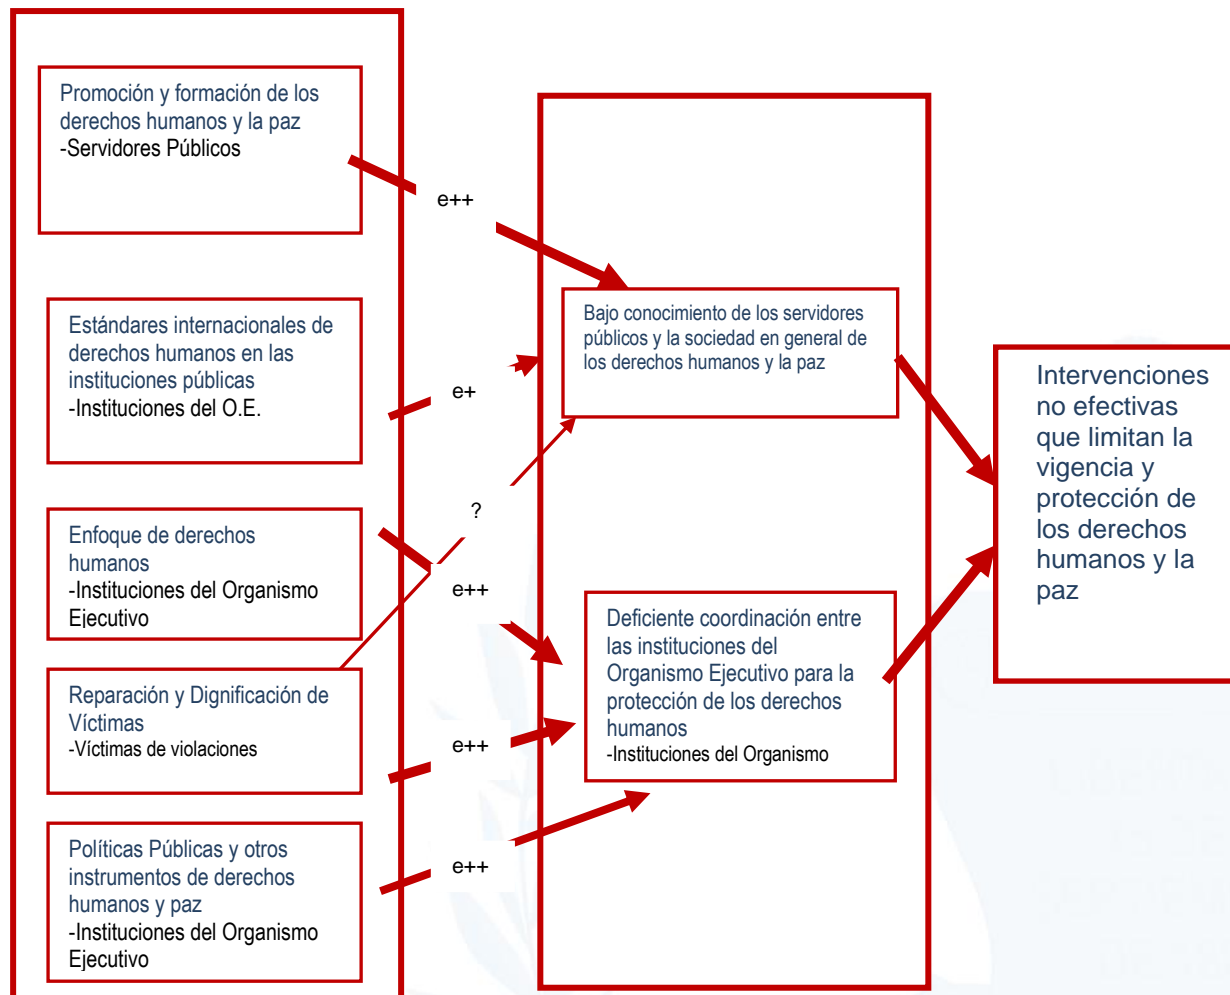 Promoción y formación de los
derechos humanos y la paz
-Servidores Públicos
Estándares internacionales de
derechos humanos en las
instituciones públicas
-Instituciones del O.E.
Enfoque de derechos
humanos
-Instituciones del Organismo
Ejecutivo
Reparación y Dignificación de
Víctimas
-Víctimas de violaciones
Políticas Públicas y otros
instrumentos de derechos
humanos y paz
-Instituciones del Organismo
Ejecutivo
e++
e+
?
e++
e++
e++
Bajo conocimiento de los servidores
públicos y la sociedad en general de
los derechos humanos y la paz
Deficiente coordinación entre
las instituciones del
Organismo Ejecutivo para la
protección de los derechos
humanos
-Instituciones del Organismo
Intervenciones
no efectivas
que limitan la
vigencia y
protección de
los derechos
humanos y la
paz